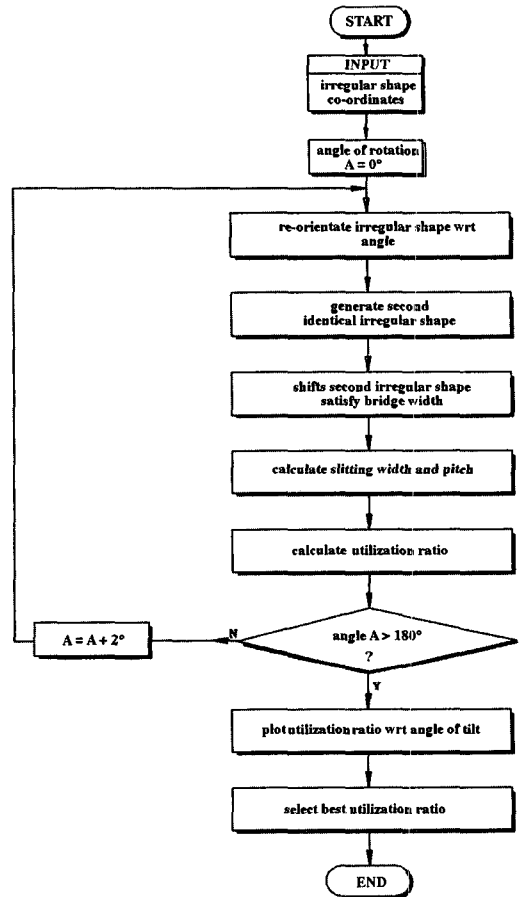 START
INPUT
irregular shape
co-ordinates
angle of rotation
A = 0°
re-orientate irregular shape wrt
angle
generate second
identical irregular shape
shifts second irregular shape
satisfy bridge width
calculate slitting width and pitch
calculate utilization ratio
angle A > 180°
?
N
A = A + 2°
Y
plot utilization ratio wrt angle of tilt
select best utilization ratio
END